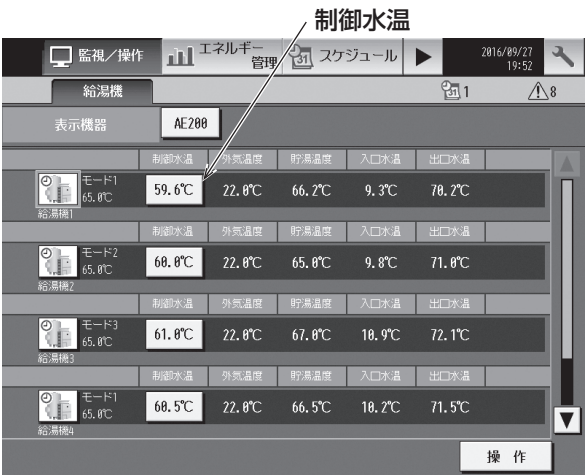 制御水温
監視／操作 エネルギー管理 スケジュール 2016/09/27 19:52
給湯機 1 8
表示機器 AE200
制御水温 外気温度 貯湯温度 入口水温 出口水温
モード1 65.0℃ 59.6℃ 22.0℃ 66.2℃ 9.3℃ 70.2℃
給湯機1
制御水温 外気温度 貯湯温度 入口水温 出口水温
モード2 65.0℃ 60.0℃ 22.0℃ 65.0℃ 9.8℃ 71.0℃
給湯機2
制御水温 外気温度 貯湯温度 入口水温 出口水温
モード3 65.0℃ 61.0℃ 22.0℃ 67.0℃ 10.9℃ 72.1℃
給湯機3
制御水温 外気温度 貯湯温度 入口水温 出口水温
モード1 65.0℃ 60.5℃ 22.0℃ 66.5℃ 10.2℃ 71.5℃
給湯機4
操 作